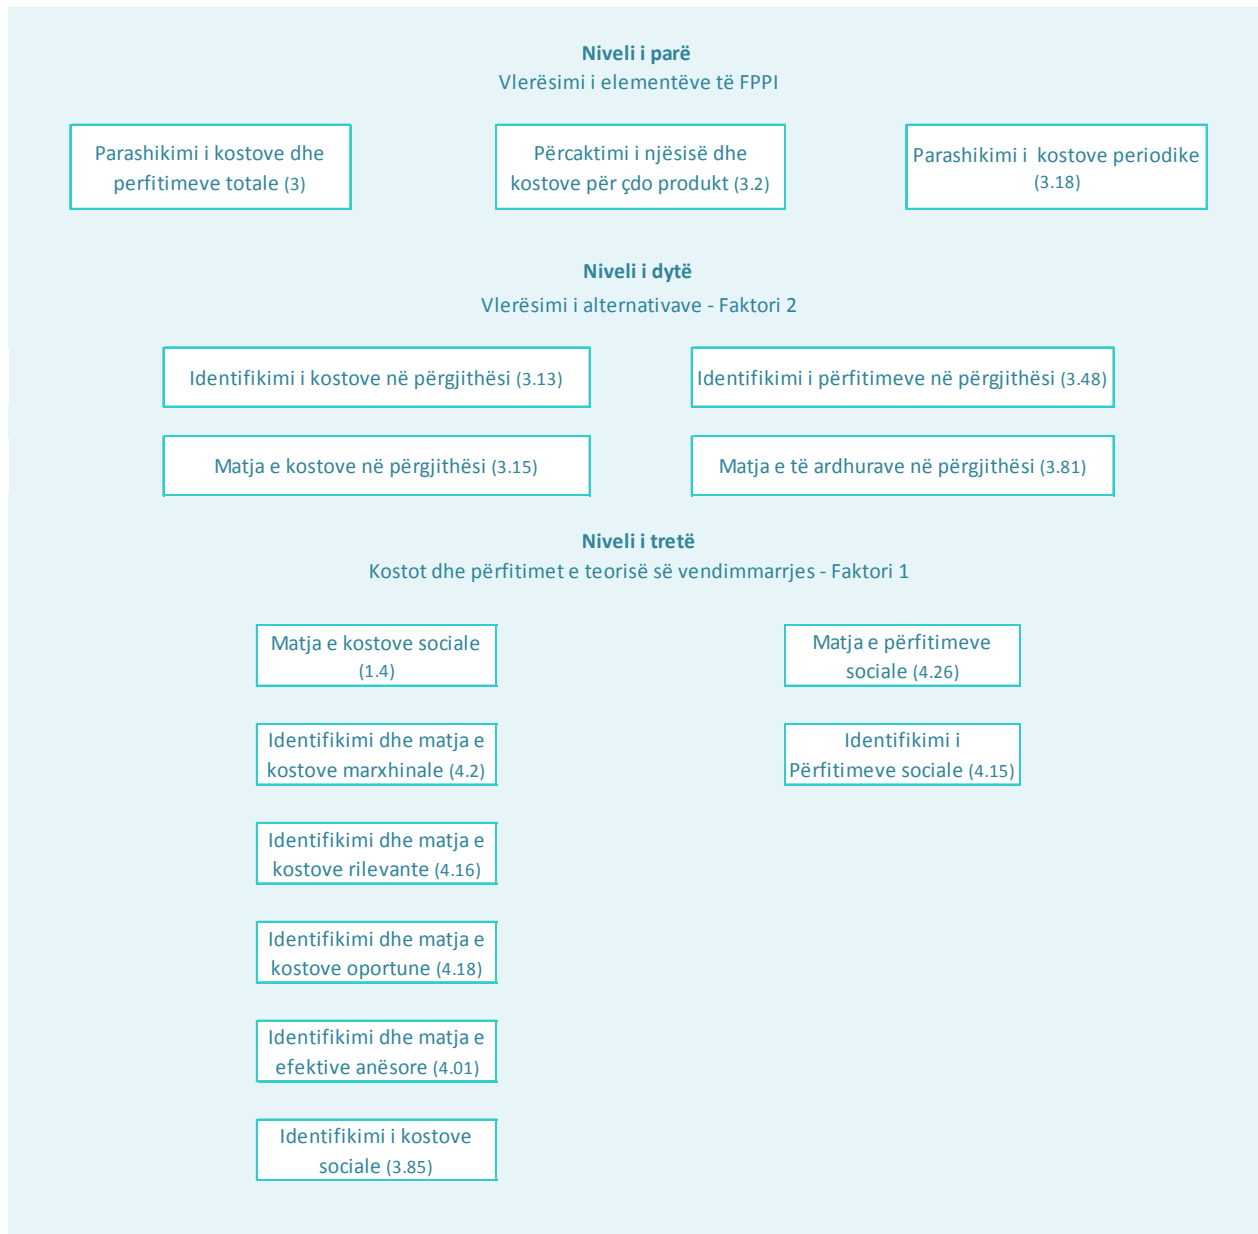 Niveli i parë
Vlerësimi i elementëve të FPPI
Parashikimi i kostove dhe
perfitimeve totale (3)
Përcaktimi i njësisë dhe
kostove për çdo produkt (3.2)
Parashikimi i kostove periodike
(3.18)
Niveli i dytë
Vlerësimi i alternativave - Faktori 2
Identifikimi i kostove në përgjithësi (3.13)
Identifikimi i përfitimeve në përgjithësi (3.48)
Matja e kostove në përgjithësi (3.15)
Matja e të ardhurave në përgjithësi (3.81)
Niveli i tretë
Kostot dhe përfitimet e teorisë së vendimmarrjes - Faktori 1
Matja e kostove sociale
(1.4)
Matja e përfitimeve
sociale (4.26)
Identifikimi dhe matja e
kostove marxhinale (4.2)
Identifikimi i
Përfitimeve sociale (4.15)
Identifikimi dhe matja e
kostove rilevante (4.16)
Identifikimi dhe matja e
kostove oportune (4.18)
Identifikimi dhe matja e
efektive anësore (4.01)
Identifikimi i kostove
sociale (3.85)